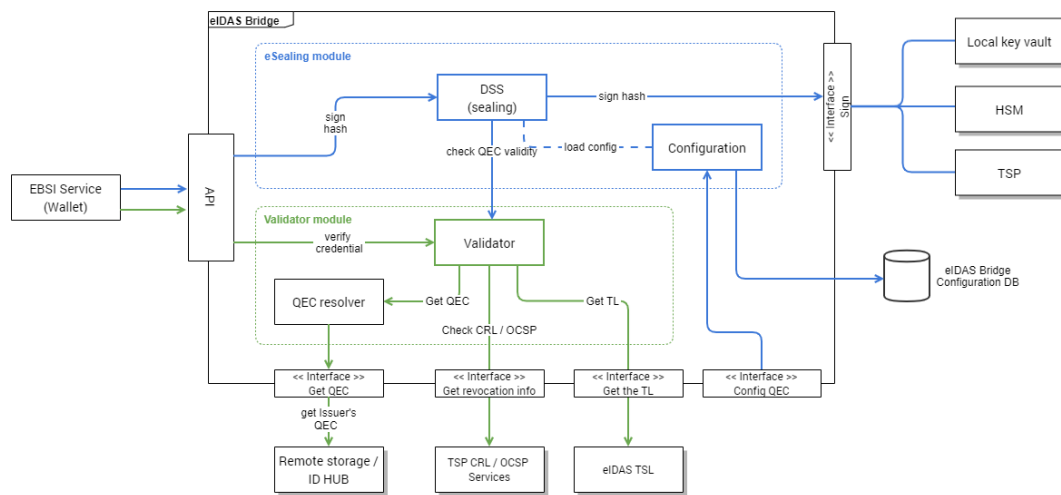 eIDAS Bridge
eSealing module
DSS
(sealing)
sign hash
sign
hash
check QEC validity
load config
Configuration
<< Interface >>
Sign
Local key vault
HSM
TSP
EBSI Service
(Wallet)
API
Validator module
verify
credential
Validator
eIDAS Bridge
Configuration DB
QEC resolver
Get QEC
Get TL
Check CRL / OCSP
<< Interface >>
Get QEC
<< Interface >>
Get revocation info
<< Interface >>
Get the TL
<< Interface >>
Config QEC
get Issuer's
QEC
Remote storage /
ID HUB
TSP CRL / OCSP
Services
eIDAS TSL